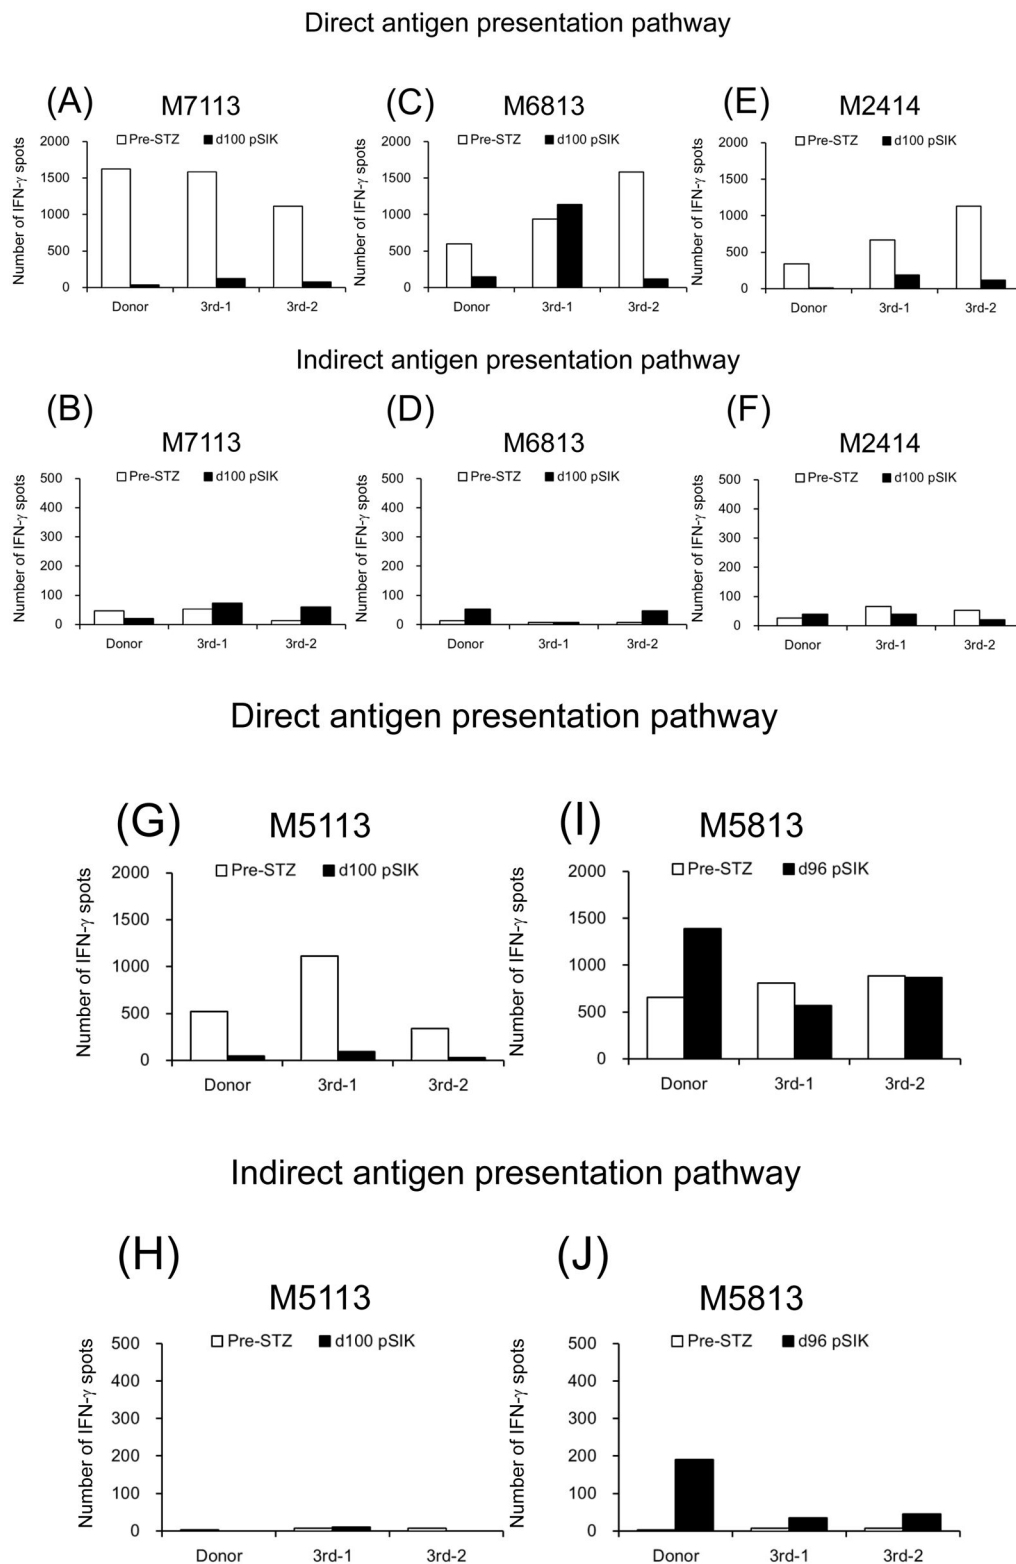 Direct antigen presentation pathway
(A) M7113
□Pre-STZ ■d100 pSIK
Number of IFN-γ spots
2000
1500
1000
500
0
Donor 3rd-1 3rd-2
(C) M6813
□Pre-STZ ■d100 pSIK
Number of IFN-γ spots
2000
1500
1000
500
0
Donor 3rd-1 3rd-2
(E) M2414
□Pre-STZ ■d100 pSIK
Number of IFN-γ spots
2000
1500
1000
500
0
Donor 3rd-1 3rd-2
Indirect antigen presentation pathway
(B) M7113
□Pre-STZ ■d100 pSIK
Number of IFN-γ spots
500
400
300
200
100
0
Donor 3rd-1 3rd-2
(D) M6813
□Pre-STZ ■d100 pSIK
Number of IFN-γ spots
500
400
300
200
100
0
Donor 3rd-1 3rd-2
(F) M2414
□Pre-STZ ■d100 pSIK
Number of IFN-γ spots
500
400
300
200
100
0
Donor 3rd-1 3rd-2
Direct antigen presentation pathway
(G) M5113
□Pre-STZ ■d100 pSIK
Number of IFN-γ spots
2000
1500
1000
500
0
Donor 3rd-1 3rd-2
(I) M5813
□Pre-STZ ■d96 pSIK
Number of IFN-γ spots
2000
1500
1000
500
0
Donor 3rd-1 3rd-2
Indirect antigen presentation pathway
(H) M5113
□Pre-STZ ■d100 pSIK
Number of IFN-γ spots
500
400
300
200
100
0
Donor 3rd-1 3rd-2
(J) M5813
□Pre-STZ ■d96 pSIK
Number of IFN-γ spots
500
400
300
200
100
0
Donor 3rd-1 3rd-2